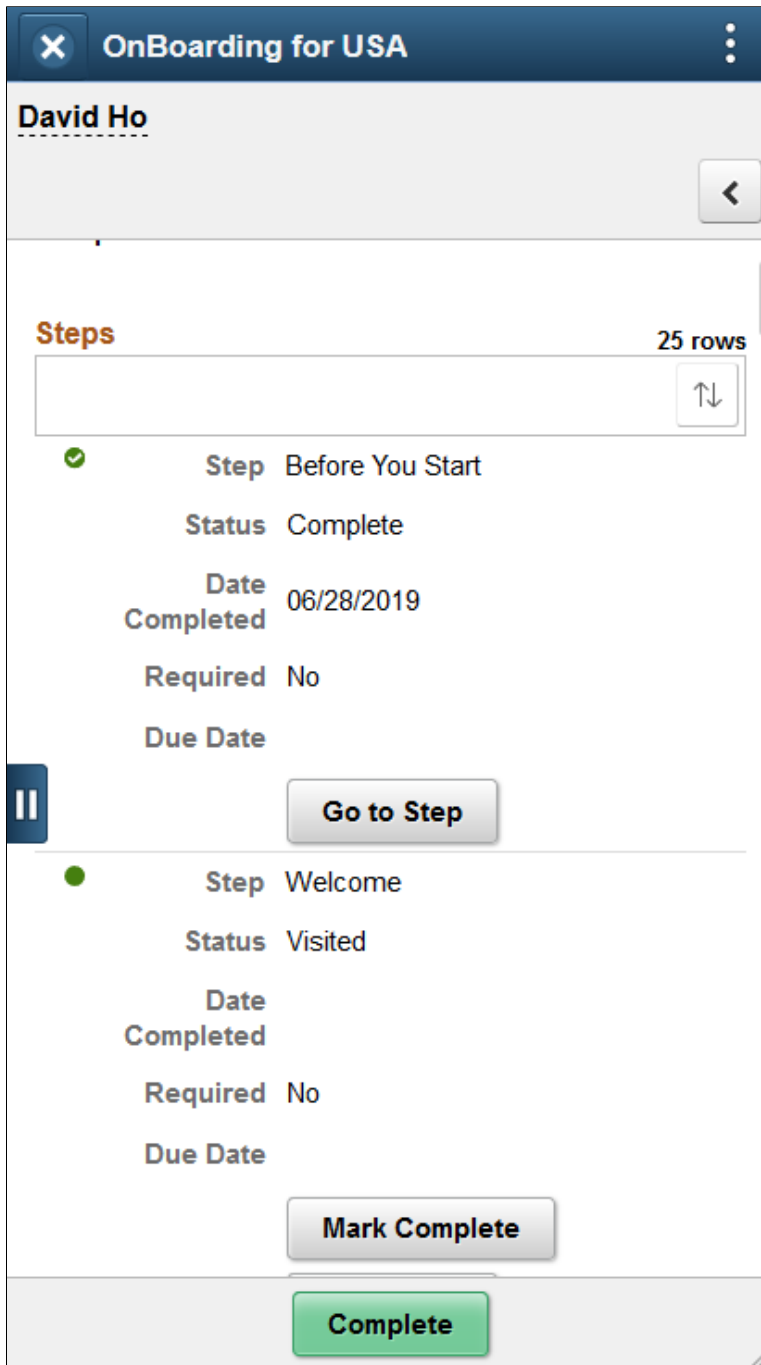 OnBoarding for USA
David Ho
Steps
25 rows
Step Before You Start
Status Complete
Date
Completed 06/28/2019
Required No
Due Date
Go to Step
Step Welcome
Status Visited
Date
Completed
Required No
Due Date
Mark Complete
Complete